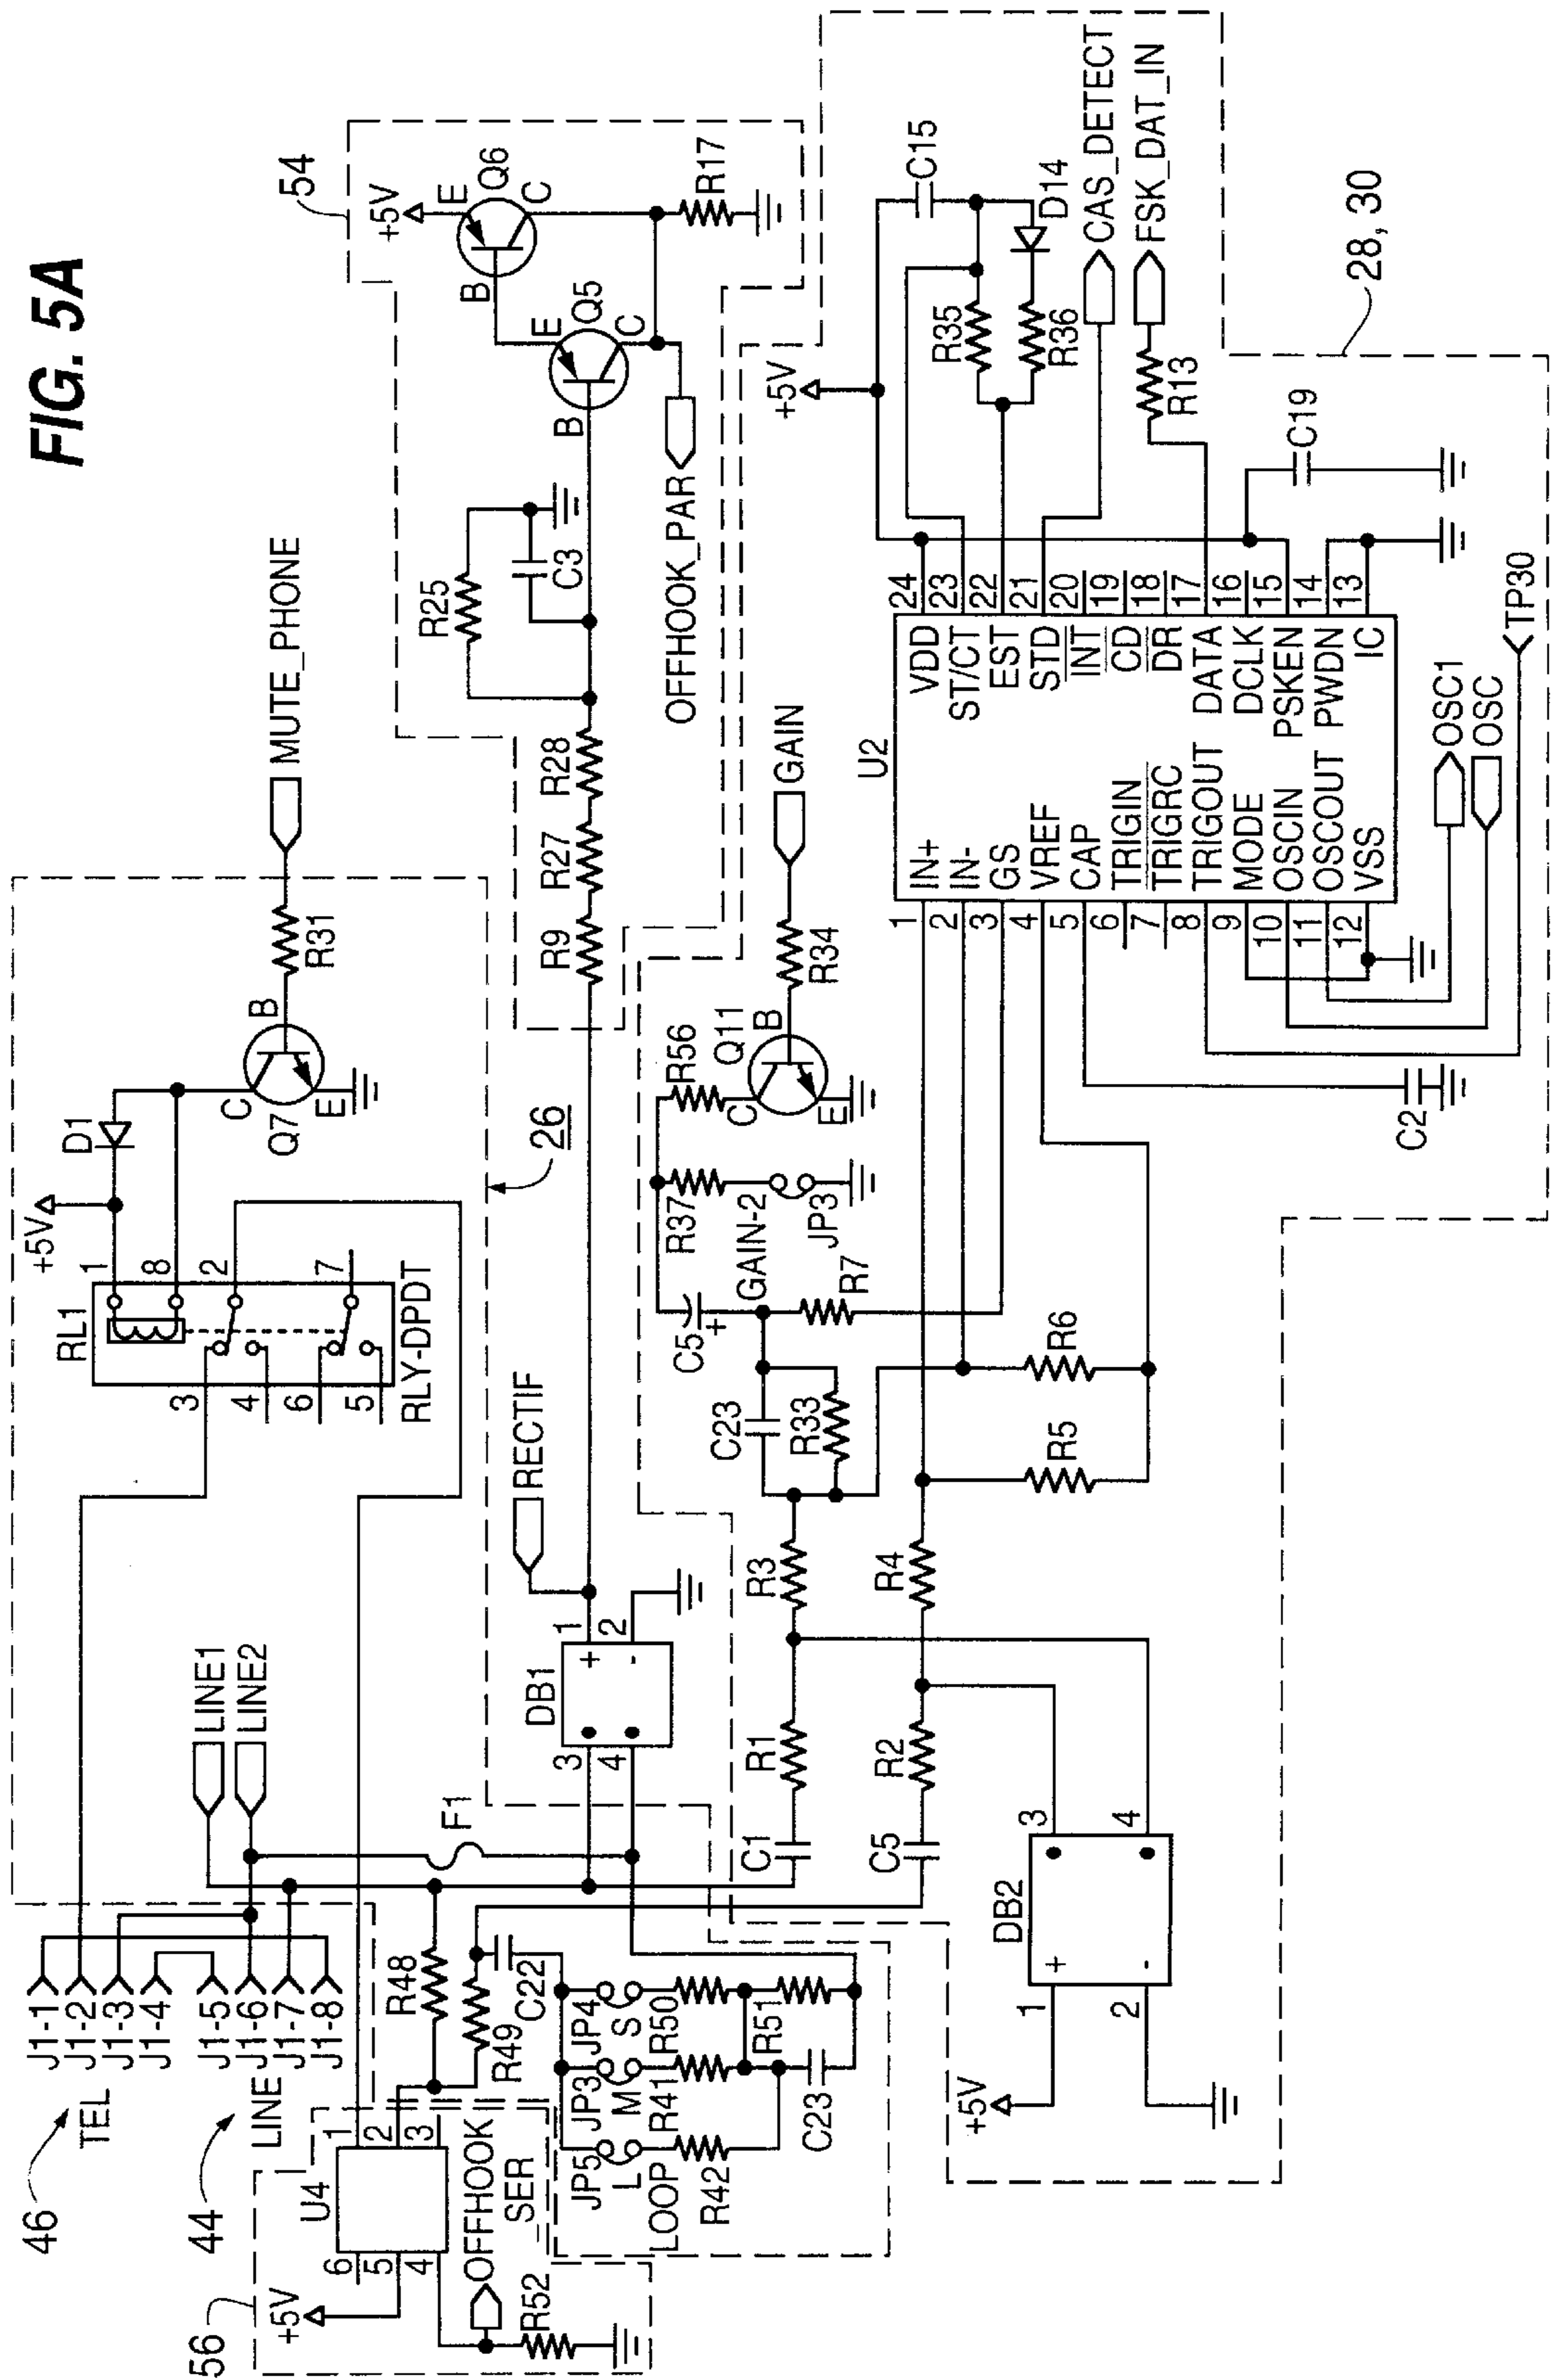 FIG. 5A
46
TEL
J1-1
J1-2
J1-3
J1-4
44
LINE
J1-5
J1-6
J1-7
J1-8
LINE1
LINE2
RL1
+5V
D1
1
8
2
7
3
4
6
5
RLY-DPDT
C
B
E
Q7
R31
MUTE_PHONE
26
54
+5V
E
Q6
B
C
R17
E
Q5
B
C
R25
C3
R9
R27
R28
OFFHOOK_PAR
RECTIF
DB1
+
-
1
2
3
4
F1
56
+5V
U4
6
5
4
1
2
3
OFFHOOK
SER
R52
R48
R49
C22
JP5
JP3
JP4
L
M
S
LOOP
R42
R41
R50
R51
C23
C1
R1
R3
C5
R2
R4
C23
R33
C5
+
R37
GAIN-2
JP3
R7
R56
C
Q11
B
E
R34
GAIN
R5
R6
DB2
+
-
+5V
1
2
3
4
C2
U2
1 IN+ VDD 24
2 IN- ST/CT 23
3 GS EST 22
4 VREF STD 21
5 CAP INT 20
6 TRIGIN CD 19
7 TRIGRC DR 18
8 TRIGOUT DATA 17
9 MODE DCLK 16
10 OSCIN PSKEN 15
11 OSCOUT PWDN 14
12 VSS IC 13
+5V
C15
R35
D14
R36
CAS_DETECT
FSK_DAT_IN
R13
C19
OSC1
OSC
TP30
28, 30